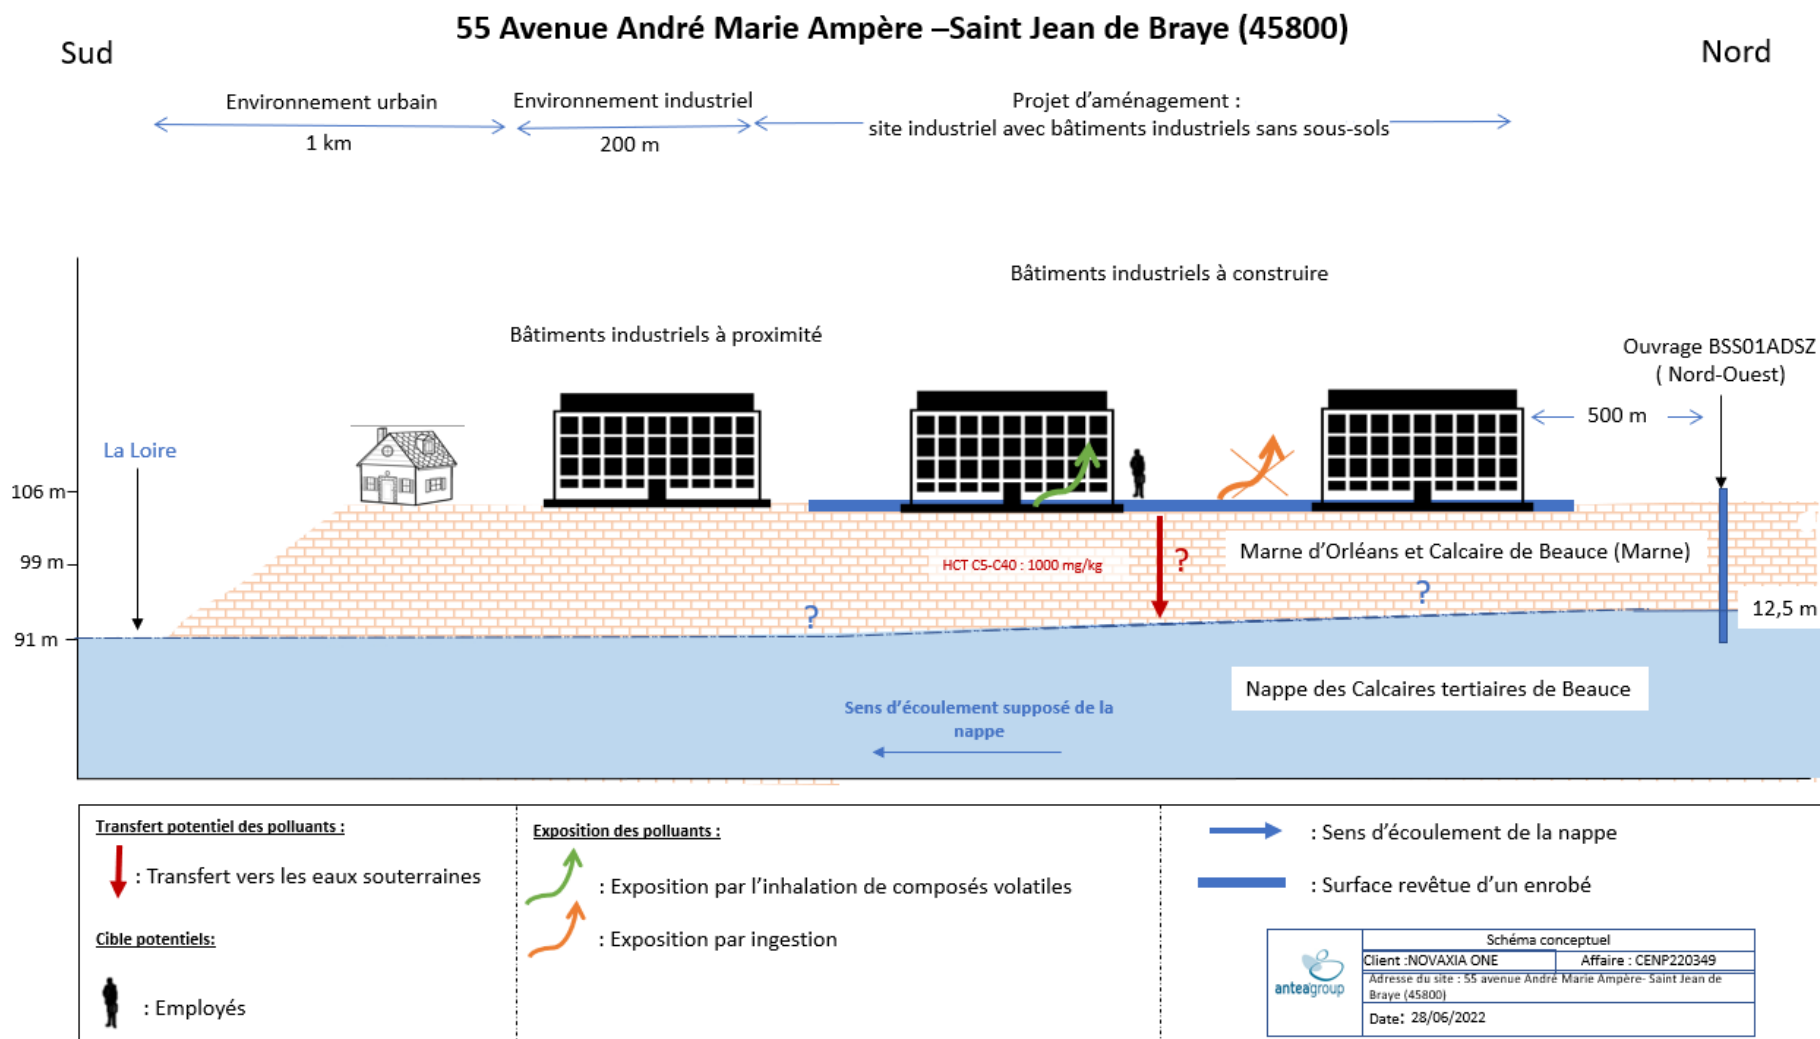 55 Avenue André Marie Ampère –Saint Jean de Braye (45800)
Sud
Nord
Environnement urbain
1 km
Environnement industriel
200 m
Projet d'aménagement :
site industriel avec bâtiments industriels sans sous-sols
Bâtiments industriels à construire
Bâtiments industriels à proximité
Ouvrage BSS01ADSZ
( Nord-Ouest)
500 m
La Loire
106 m
99 m
91 m
HCT C5-C40 : 1000 mg/kg
?
Marne d'Orléans et Calcaire de Beauce (Marne)
?
?
12,5 m
Nappe des Calcaires tertiaires de Beauce
Sens d'écoulement supposé de la
nappe
Transfert potentiel des polluants :
: Transfert vers les eaux souterraines
Cible potentiels:
: Employés
Exposition des polluants :
: Exposition par l'inhalation de composés volatiles
: Exposition par ingestion
: Sens d'écoulement de la nappe
: Surface revêtue d'un enrobé
anteagroup
Schéma conceptuel
Client :NOVAXIA ONE
Affaire : CENP220349
Adresse du site : 55 avenue André Marie Ampère- Saint Jean de
Braye (45800)
Date: 28/06/2022